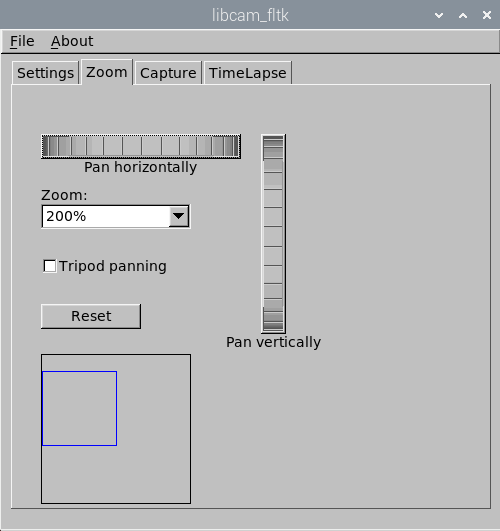 libcam_fltk
File About
Settings Zoom Capture TimeLapse
Pan horizontally
Zoom:
200%
Tripod panning
Reset
Pan vertically